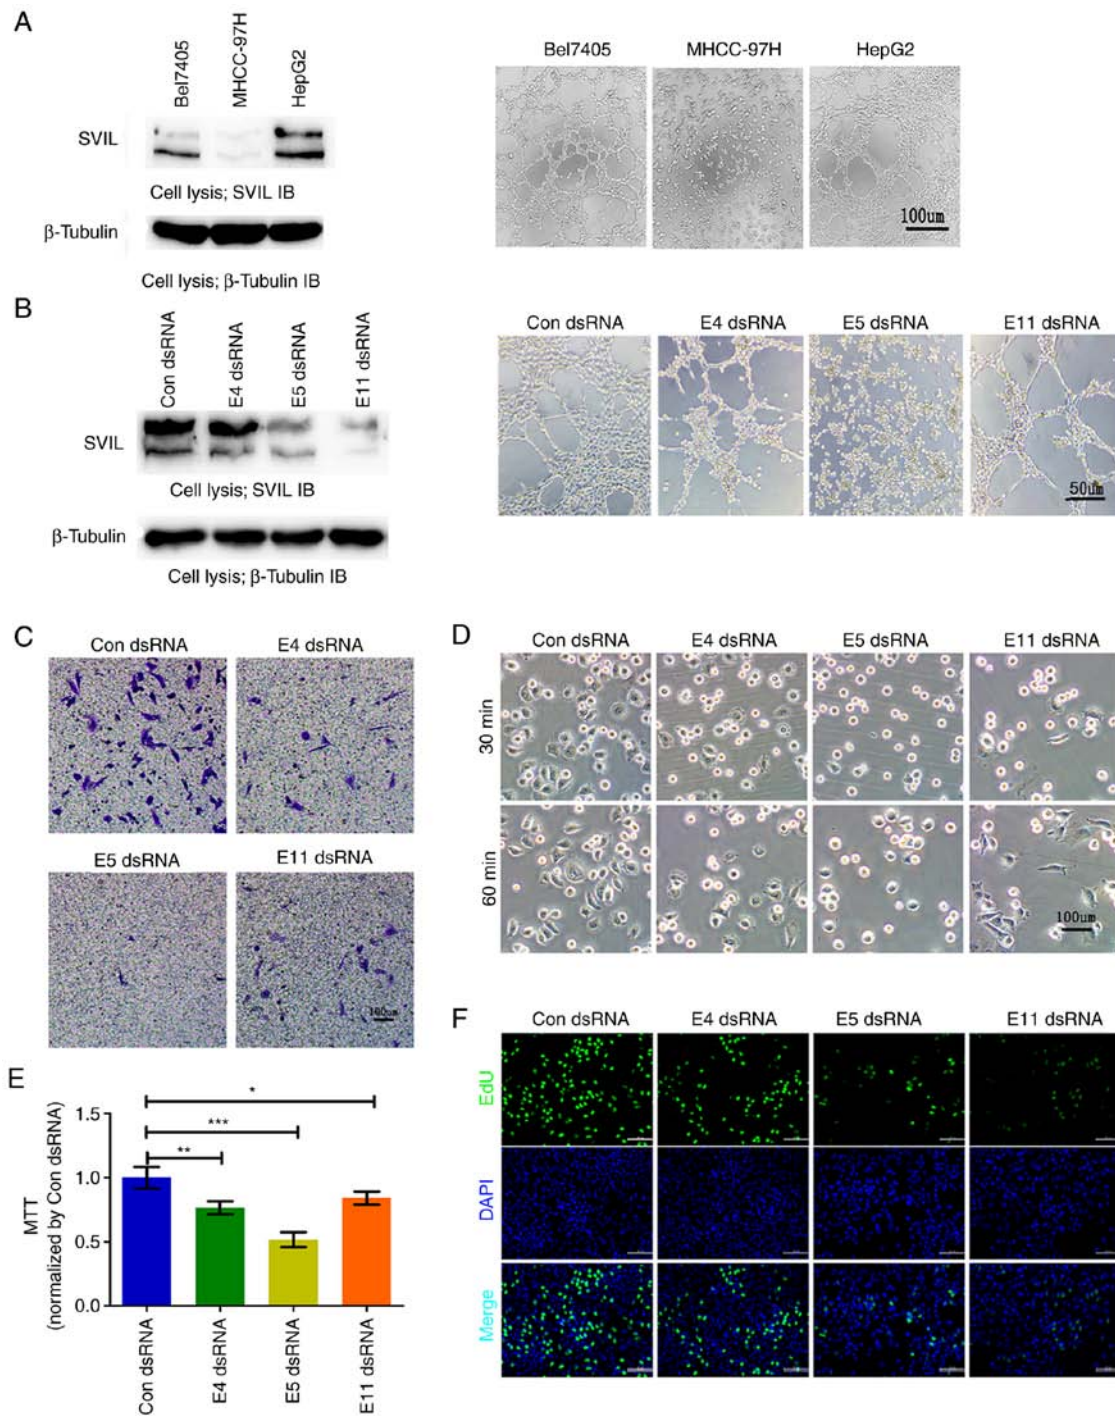 A
Bel7405
MHCC-97H
HepG2
SVIL
Cell lysis; SVIL IB
β-Tubulin
Cell lysis; β-Tubulin IB
Bel7405 MHCC-97H HepG2
100um
B
Con dsRNA
E4 dsRNA
E5 dsRNA
E11 dsRNA
SVIL
Cell lysis; SVIL IB
β-Tubulin
Cell lysis; β-Tubulin IB
Con dsRNA E4 dsRNA E5 dsRNA E11 dsRNA
50um
C
Con dsRNA E4 dsRNA
E5 dsRNA E11 dsRNA
100um
D
Con dsRNA E4 dsRNA E5 dsRNA E11 dsRNA
30 min
60 min
100um
E
MTT
(normalized by Con dsRNA)
1.5
1.0
0.5
0.0
*
***
**
Con dsRNA
E4 dsRNA
E5 dsRNA
E11 dsRNA
F
Con dsRNA E4 dsRNA E5 dsRNA E11 dsRNA
EdU
DAPI
Merge